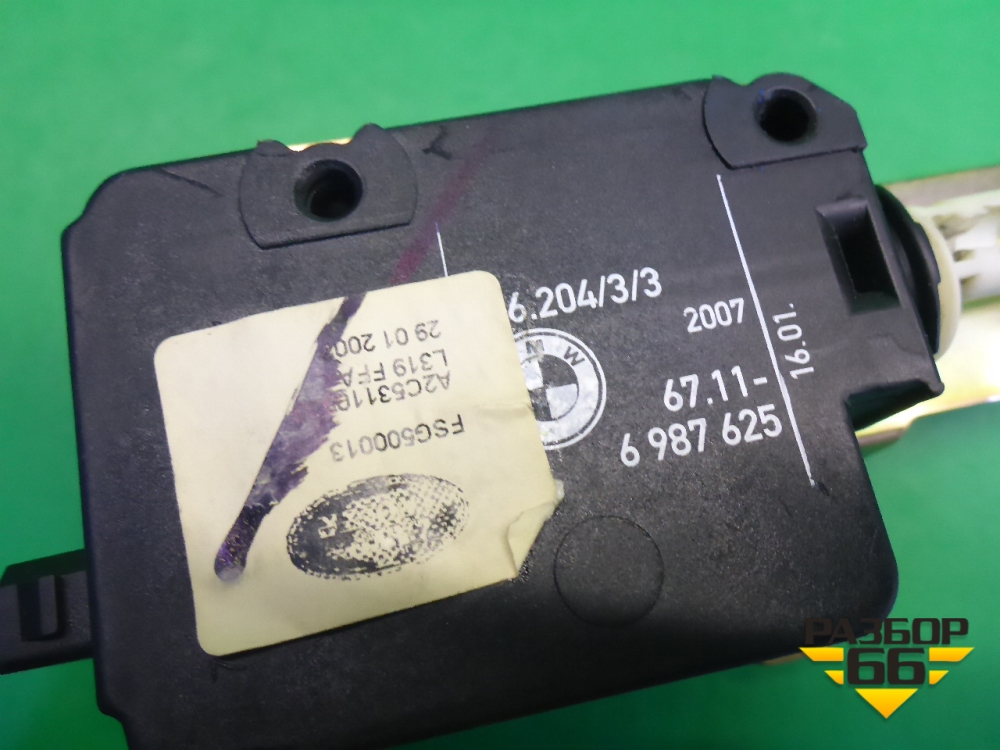 6.204/3/3
2007
16.01.
67.11-
6 987 625
29 01 200
L319 FFA
A2C5311
FSG500013
РАЗБОР
66